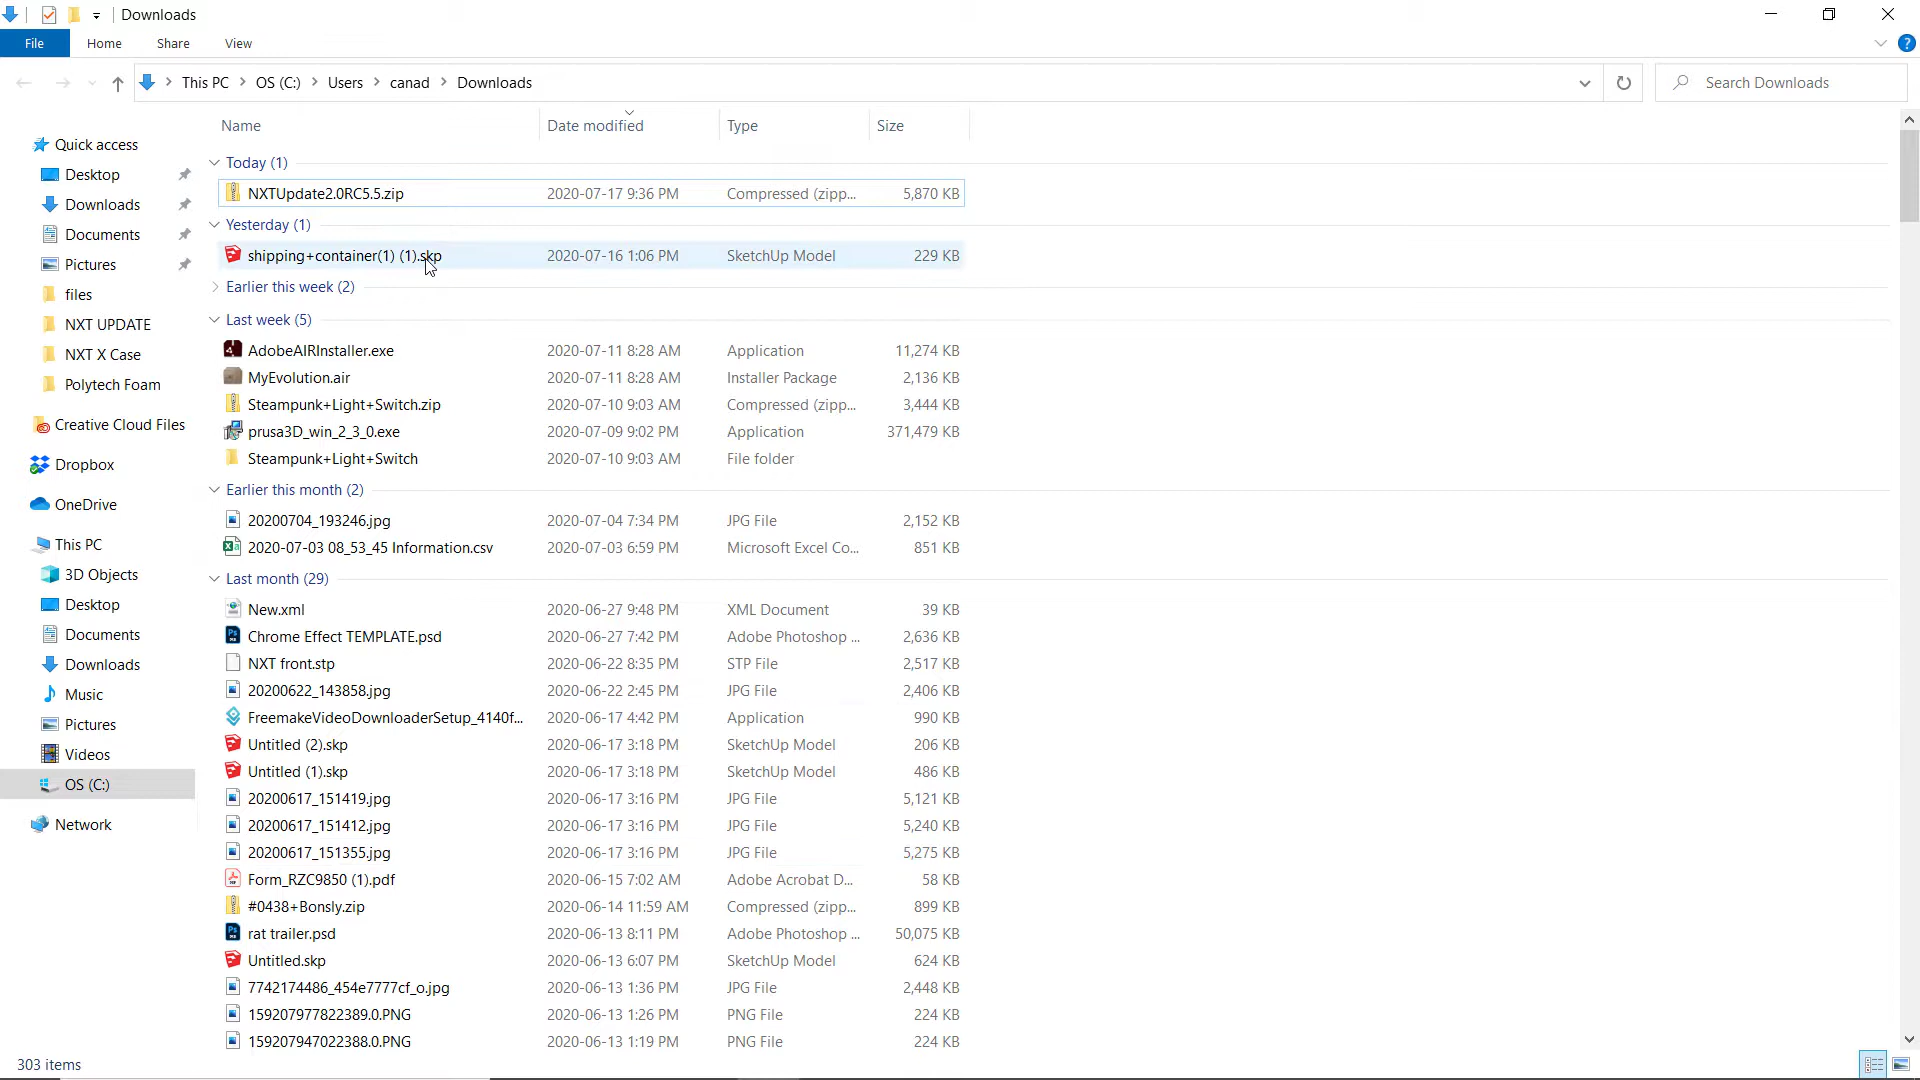 Downloads
File Home Share View
This PC OS (C:) Users canad Downloads Search Downloads
Name Date modified Type Size
Quick access
Desktop
Downloads
Documents
Pictures
files
NXT UPDATE
NXT X Case
Polytech Foam
Creative Cloud Files
Dropbox
OneDrive
This PC
3D Objects
Desktop
Documents
Downloads
Music
Pictures
Videos
OS (C:)
Network
Today (1)
NXTUpdate2.0RC5.5.zip 2020-07-17 9:36 PM Compressed (zipp... 5,870 KB
Yesterday (1)
shipping+container(1) (1).skp 2020-07-16 1:06 PM SketchUp Model 229 KB
Earlier this week (2)
Last week (5)
AdobeAIRInstaller.exe 2020-07-11 8:28 AM Application 11,274 KB
MyEvolution.air 2020-07-11 8:28 AM Installer Package 2,136 KB
Steampunk+Light+Switch.zip 2020-07-10 9:03 AM Compressed (zipp... 3,444 KB
prusa3D_win_2_3_0.exe 2020-07-09 9:02 PM Application 371,479 KB
Steampunk+Light+Switch 2020-07-10 9:03 AM File folder
Earlier this month (2)
20200704_193246.jpg 2020-07-04 7:34 PM JPG File 2,152 KB
2020-07-03 08_53_45 Information.csv 2020-07-03 6:59 PM Microsoft Excel Co... 851 KB
Last month (29)
New.xml 2020-06-27 9:48 PM XML Document 39 KB
Chrome Effect TEMPLATE.psd 2020-06-27 7:42 PM Adobe Photoshop ... 2,636 KB
NXT front.stp 2020-06-22 8:35 PM STP File 2,517 KB
20200622_143858.jpg 2020-06-22 2:45 PM JPG File 2,406 KB
FreemakeVideoDownloaderSetup_4140f... 2020-06-17 4:42 PM Application 990 KB
Untitled (2).skp 2020-06-17 3:18 PM SketchUp Model 206 KB
Untitled (1).skp 2020-06-17 3:18 PM SketchUp Model 486 KB
20200617_151419.jpg 2020-06-17 3:16 PM JPG File 5,121 KB
20200617_151412.jpg 2020-06-17 3:16 PM JPG File 5,240 KB
20200617_151355.jpg 2020-06-17 3:16 PM JPG File 5,275 KB
Form_RZC9850 (1).pdf 2020-06-15 7:02 AM Adobe Acrobat D... 58 KB
#0438+Bonsly.zip 2020-06-14 11:59 AM Compressed (zipp... 899 KB
rat trailer.psd 2020-06-13 8:11 PM Adobe Photoshop ... 50,075 KB
Untitled.skp 2020-06-13 6:07 PM SketchUp Model 624 KB
7742174486_454e7777cf_o.jpg 2020-06-13 1:36 PM JPG File 2,448 KB
159207977822389.0.PNG 2020-06-13 1:26 PM PNG File 224 KB
159207947022388.0.PNG 2020-06-13 1:19 PM PNG File 224 KB
303 items